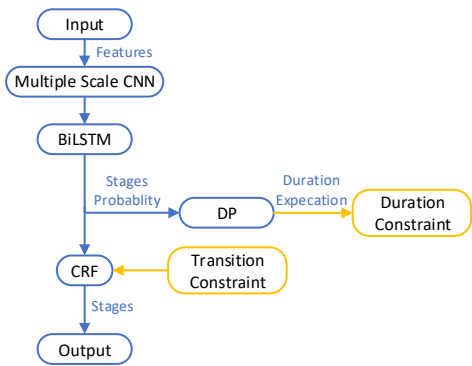 Input
Features
Multiple Scale CNN
BiLSTM
Stages
Probablity
Duration
Expecation
DP
Duration
Constraint
CRF
Transition
Constraint
Stages
Output